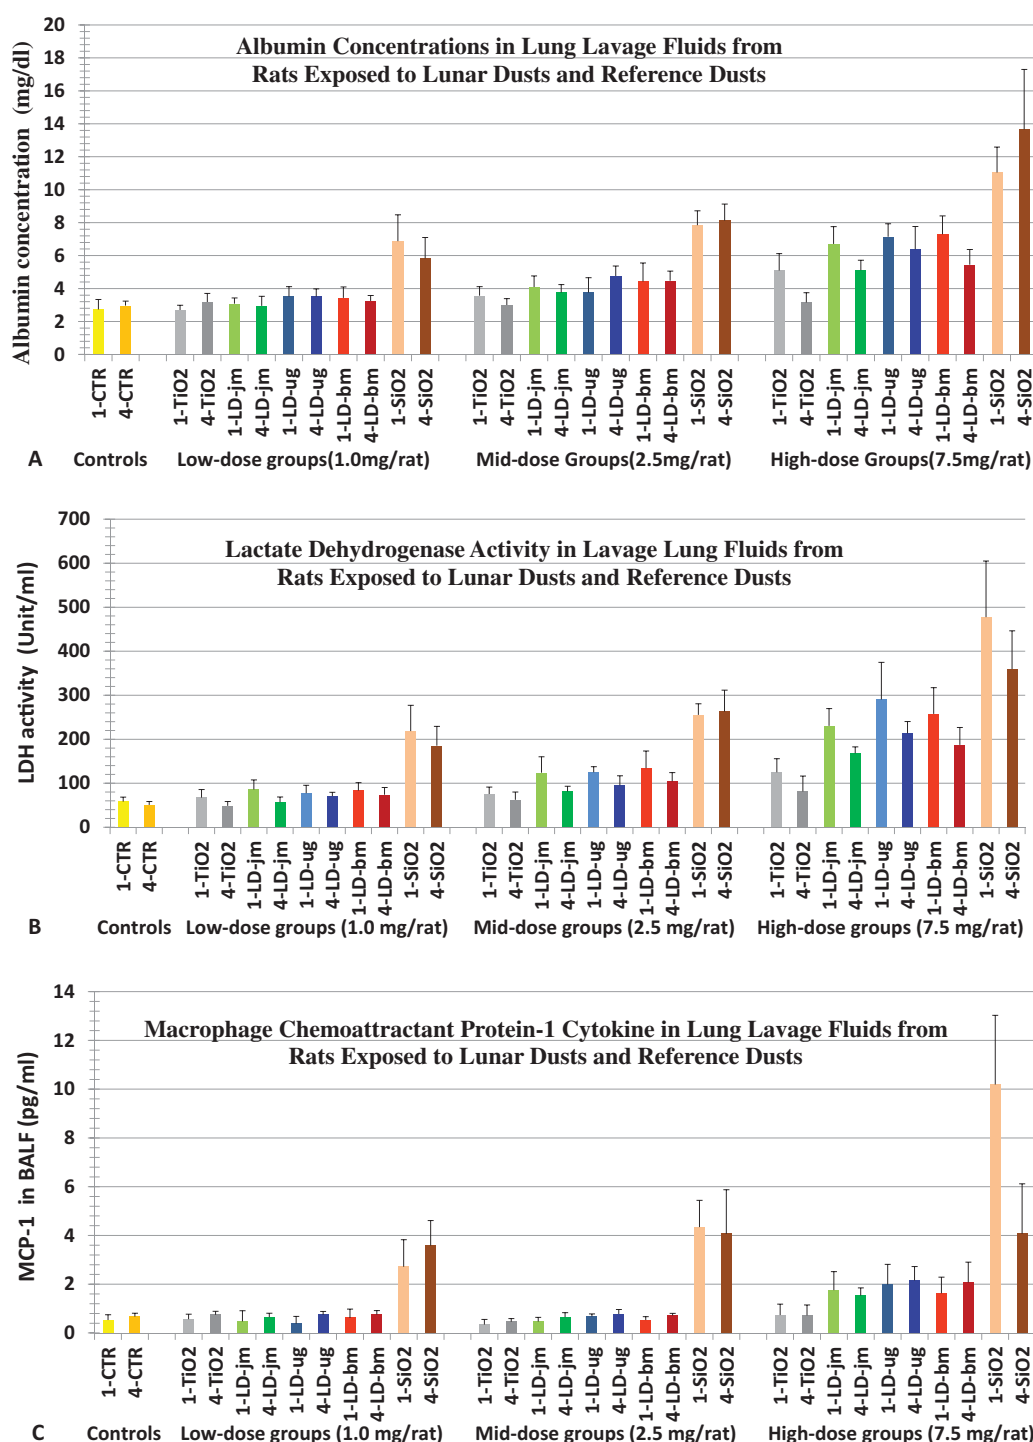 20
18
16
14
12
10
8
6
4
2
0
Albumin concentration (mg/dl)
Albumin Concentrations in Lung Lavage Fluids from
Rats Exposed to Lunar Dusts and Reference Dusts
1-CTR
4-CTR
1-TiO2
4-TiO2
1-LD-jm
4-LD-jm
1-LD-ug
4-LD-ug
1-LD-bm
4-LD-bm
1-SiO2
4-SiO2
1-TiO2
4-TiO2
1-LD-jm
4-LD-jm
1-LD-ug
4-LD-ug
1-LD-bm
4-LD-bm
1-SiO2
4-SiO2
1-TiO2
4-TiO2
1-LD-jm
4-LD-jm
1-LD-ug
4-LD-ug
1-LD-bm
4-LD-bm
1-SiO2
4-SiO2
A Controls Low-dose groups(1.0mg/rat) Mid-dose Groups(2.5mg/rat) High-dose Groups(7.5mg/rat)
700
600
500
400
300
200
100
0
LDH activity (Unit/ml)
Lactate Dehydrogenase Activity in Lavage Lung Fluids from
Rats Exposed to Lunar Dusts and Reference Dusts
1-CTR
4-CTR
1-TiO2
4-TiO2
1-LD-jm
4-LD-jm
1-LD-ug
4-LD-ug
1-LD-bm
4-LD-bm
1-SiO2
4-SiO2
1-TiO2
4-TiO2
1-LD-jm
4-LD-jm
1-LD-ug
4-LD-ug
1-LD-bm
4-LD-bm
1-SiO2
4-SiO2
1-TiO2
4-TiO2
1-LD-jm
4-LD-jm
1-LD-ug
4-LD-ug
1-LD-bm
4-LD-bm
1-SiO2
4-SiO2
B Controls Low-dose groups (1.0 mg/rat) Mid-dose groups (2.5 mg/rat) High-dose groups (7.5 mg/rat)
14
12
10
8
6
4
2
0
MCP-1 in BALF (pg/ml)
Macrophage Chemoattractant Protein-1 Cytokine in Lung Lavage Fluids from
Rats Exposed to Lunar Dusts and Reference Dusts
1-CTR
4-CTR
1-TiO2
4-TiO2
1-LD-jm
4-LD-jm
1-LD-ug
4-LD-ug
1-LD-bm
4-LD-bm
1-SiO2
4-SiO2
1-TiO2
4-TiO2
1-LD-jm
4-LD-jm
1-LD-ug
4-LD-ug
1-LD-bm
4-LD-bm
1-SiO2
4-SiO2
1-TiO2
4-TiO2
1-LD-jm
4-LD-jm
1-LD-ug
4-LD-ug
1-LD-bm
4-LD-bm
1-SiO2
4-SiO2
C Controls Low-dose groups (1.0 mg/rat) Mid-dose groups (2.5 mg/rat) High-dose groups (7.5 mg/rat)